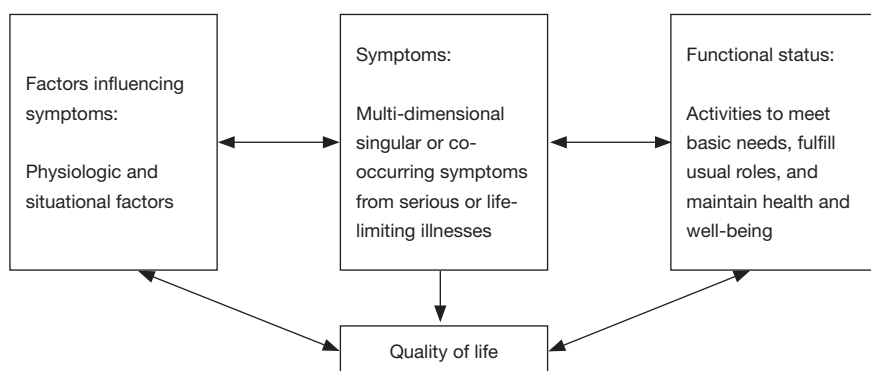 Factors influencing
symptoms:
Physiologic and
situational factors
Symptoms:
Multi-dimensional
singular or co-
occurring symptoms
from serious or life-
limiting illnesses
Functional status:
Activities to meet
basic needs, fulfill
usual roles, and
maintain health and
well-being
Quality of life